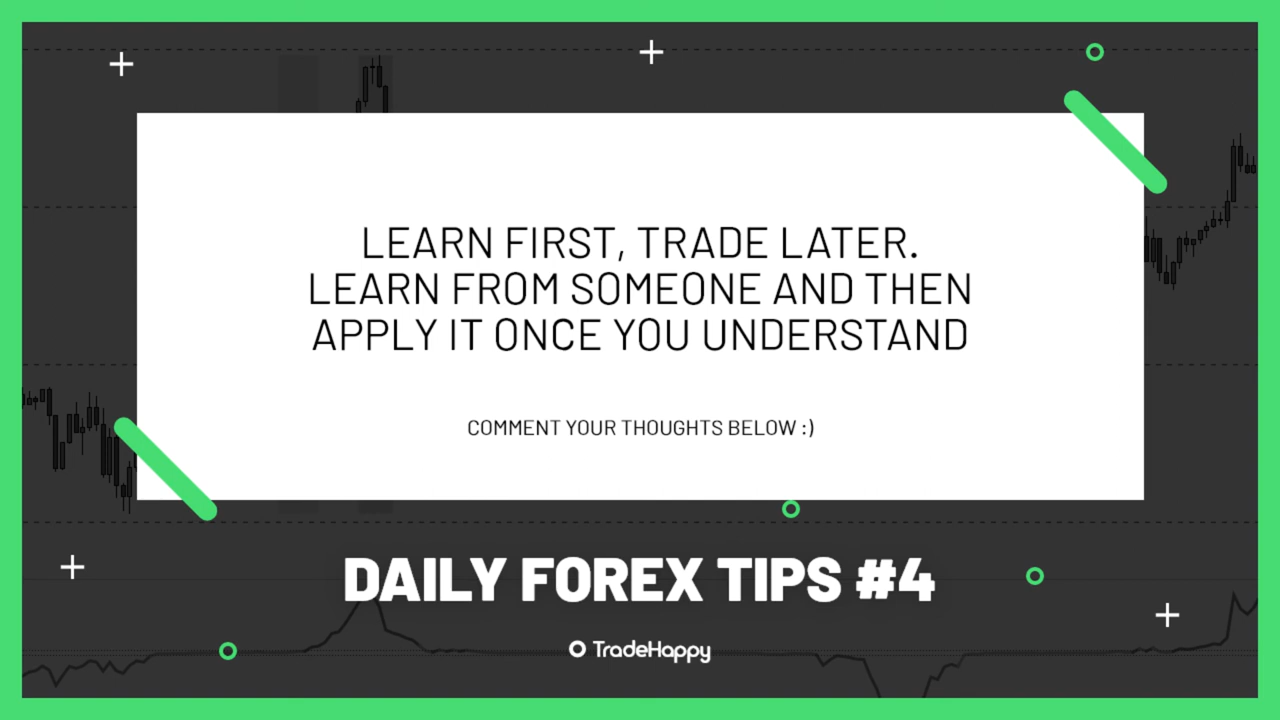 LEARN FIRST, TRADE LATER.
LEARN FROM SOMEONE AND THEN
APPLY IT ONCE YOU UNDERSTAND
COMMENT YOUR THOUGHTS BELOW :)
DAILY FOREX TIPS #4
TradeHappy